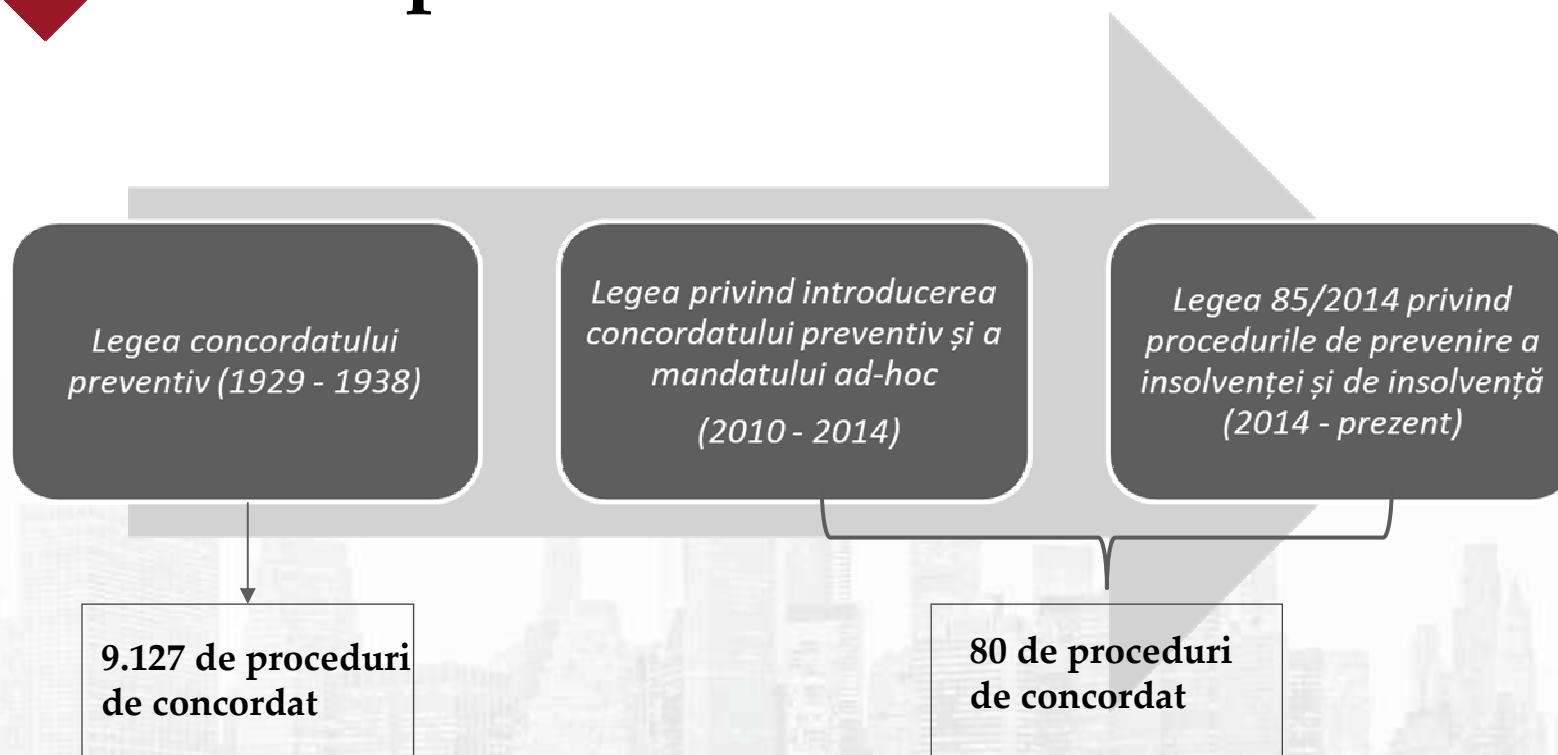 Legea concordatului
preventiv (1929 - 1938)
Legea privind introducerea
concordatului preventiv și a
mandatului ad-hoc
(2010 - 2014)
Legea 85/2014 privind
procedurile de prevenire a
insolvenței și de insolvență
(2014 - prezent)
9.127 de proceduri
de concordat
80 de proceduri
de concordat